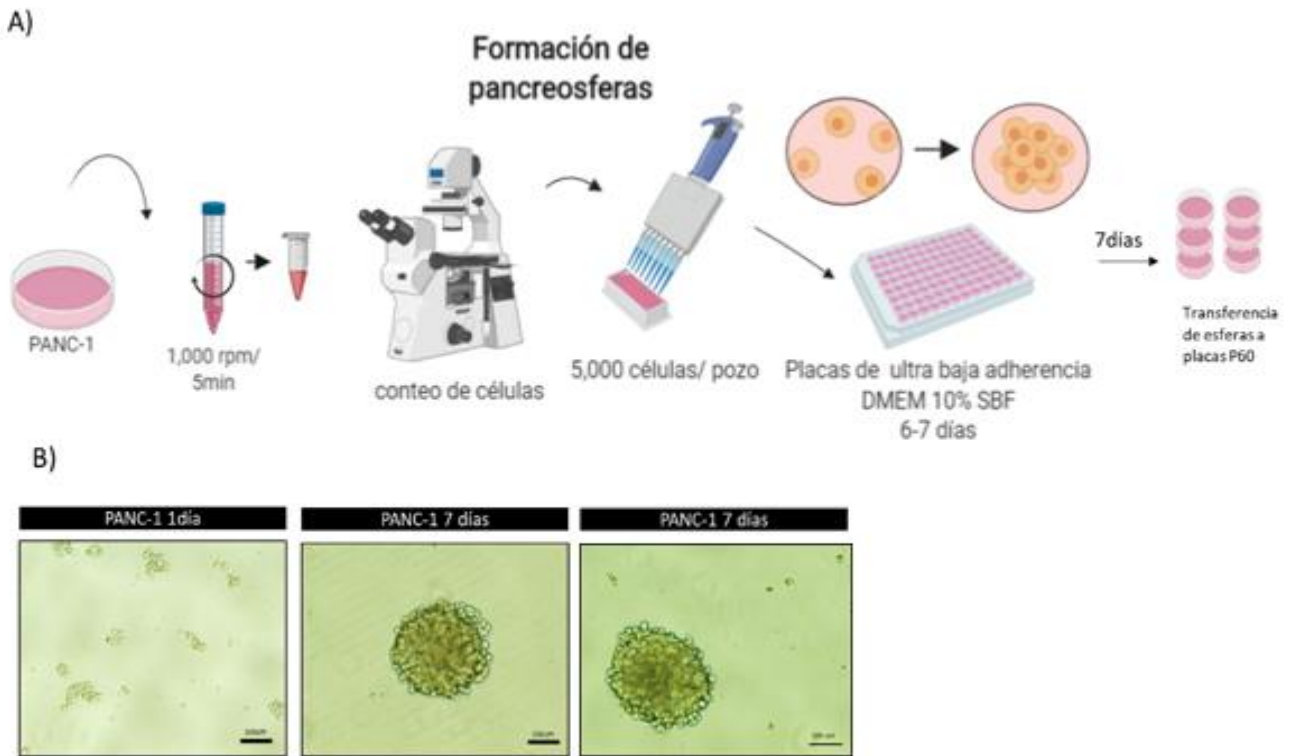 A)
Formación de
pancreosferas
PANC-1
1,000 rpm/
5min
conteo de células
5,000 células/ pozo
Placas de ultra baja adherencia
DMEM 10% SBF
6-7 días
7días
Transferencia
de esferas a
placas P60
B)
PANC-1 1día
PANC-1 7 días
PANC-1 7 días